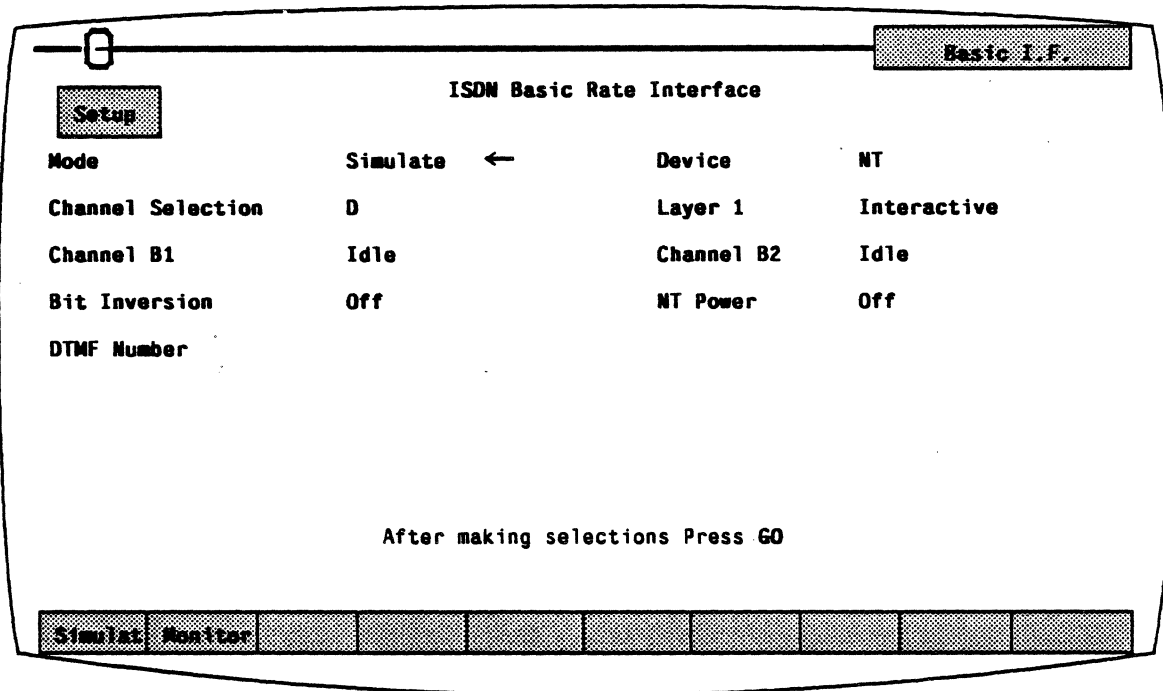 Basic I.F.
ISDN Basic Rate Interface
Setup
Mode Simulate ← Device NT
Channel Selection D Layer 1 Interactive
Channel B1 Idle Channel B2 Idle
Bit Inversion Off NT Power Off
DTMF Number
After making selections Press GO
Simulat Monitor